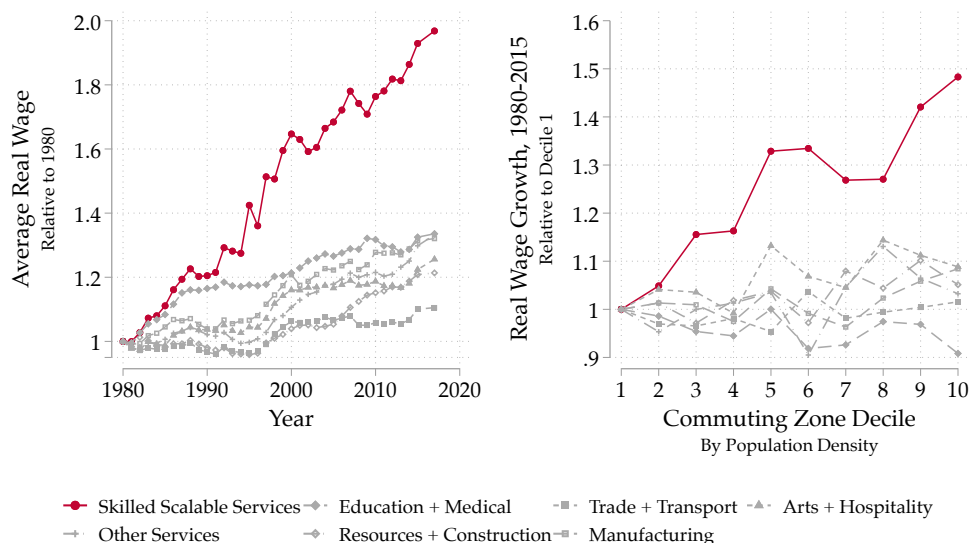 Average Real Wage
Relative to 1980
2.0
1.8
1.6
1.4
1.2
1
1980 1990 2000 2010 2020
Year
Real Wage Growth, 1980-2015
Relative to Decile 1
1.6
1.5
1.4
1.3
1.2
1.1
1.0
.9
1 2 3 4 5 6 7 8 9 10
Commuting Zone Decile
By Population Density
Skilled Scalable Services Education + Medical Trade + Transport Arts + Hospitality
Other Services Resources + Construction Manufacturing